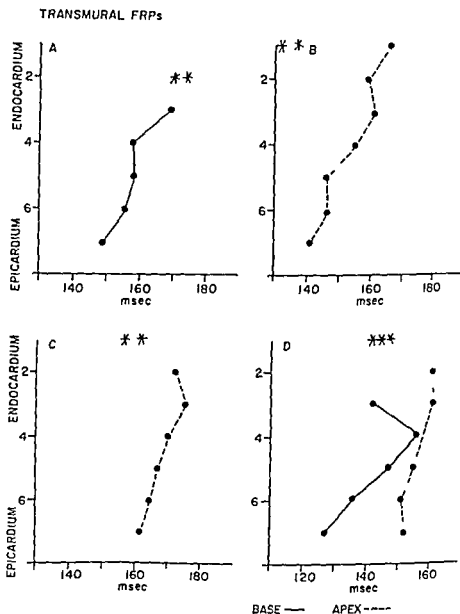 TRANSMURAL FRPs
A
**
ENDOCARDIUM
EPICARDIUM
2
4
6
140 160 180
msec
** B
2
4
6
140 160 180
msec
C
**
ENDOCARDIUM
EPICARDIUM
2
4
6
140 160 180
msec
D
***
2
4
6
120 140 160
msec
BASE — APEX ----